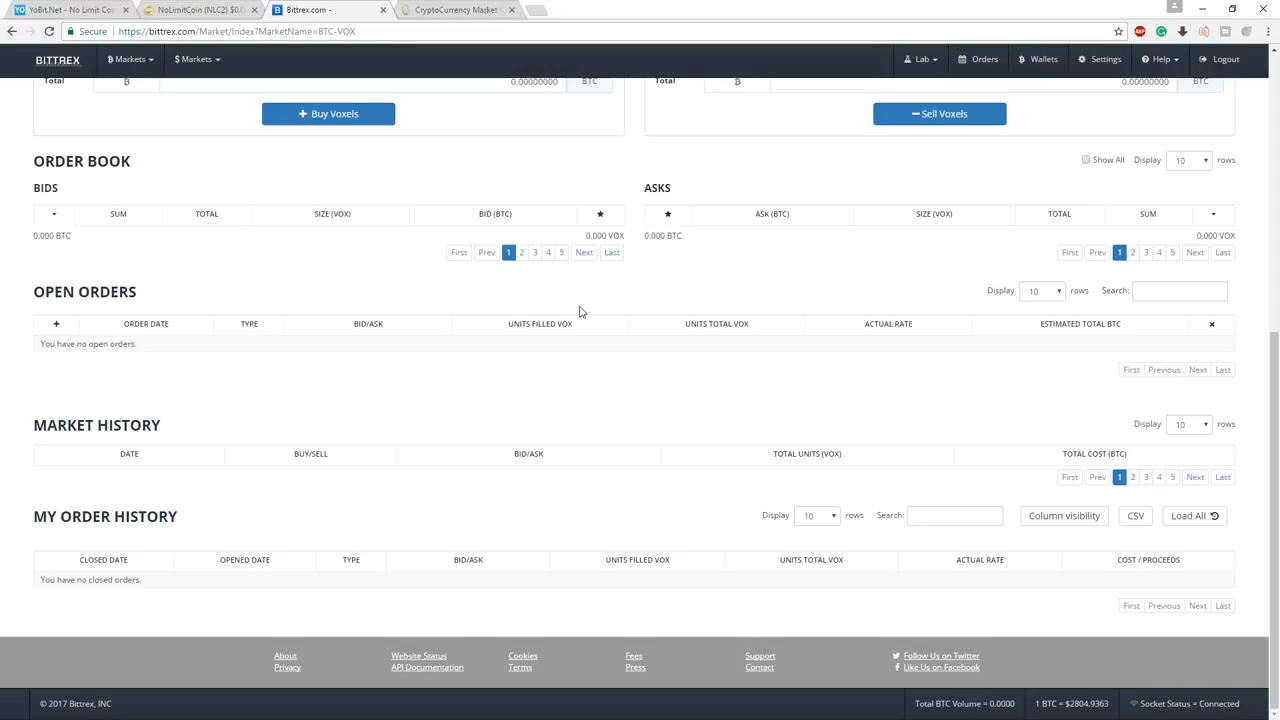 YoBit.Net - No Limit Co
NoLimitCoin (NLC2) $0.
Bittrex.com -
CryptoCurrency Market C
Secure https://bittrex.com/Market/Index?MarketName=BTC-VOX
BITTREX Markets $ Markets Lab Orders Wallets Settings Help Logout
Total 0.00000000 BTC
Total 0.00000000 BTC
Buy Voxels
Sell Voxels
ORDER BOOK
Show All Display 10 rows
BIDS
ASKS
SUM TOTAL SIZE (VOX) BID (BTC)
ASK (BTC) SIZE (VOX) TOTAL SUM
0.000 BTC 0.000 VOX
0.000 BTC 0.000 VOX
First Prev 1 2 3 4 5 Next Last
First Prev 1 2 3 4 5 Next Last
OPEN ORDERS
Display 10 rows Search:
ORDER DATE TYPE BID/ASK UNITS FILLED VOX UNITS TOTAL VOX ACTUAL RATE ESTIMATED TOTAL BTC
You have no open orders.
First Previous Next Last
MARKET HISTORY
Display 10 rows
DATE BUY/SELL BID/ASK TOTAL UNITS (VOX) TOTAL COST (BTC)
First Prev 1 2 3 4 5 Next Last
MY ORDER HISTORY
Display 10 rows Search: Column visibility CSV Load All
CLOSED DATE OPENED DATE TYPE BID/ASK UNITS FILLED VOX UNITS TOTAL VOX ACTUAL RATE COST / PROCEEDS
You have no closed orders.
First Previous Next Last
About Website Status Cookies Fees Support Follow Us on Twitter
Privacy API Documentation Terms Press Contact Like Us on Facebook
© 2017 Bittrex, INC Total BTC Volume = 0.0000 1 BTC = $2804.9363 Socket Status = Connected